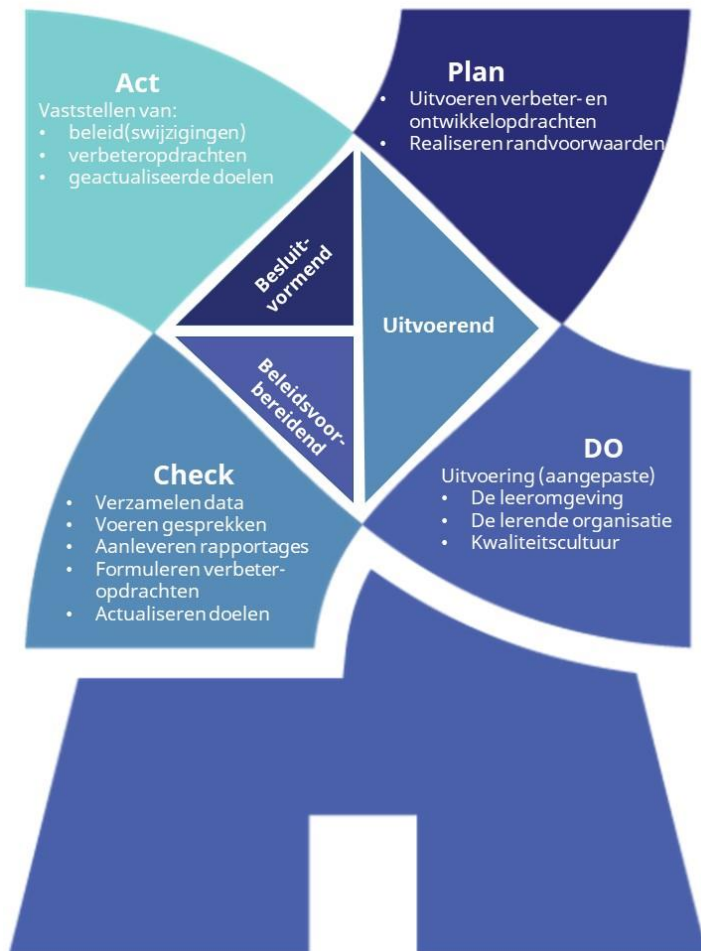 Act
Vaststellen van:
• beleid(swijzigingen)
• verbeteropdrachten
• geactualiseerde doelen
Plan
• Uitvoeren verbeter- en
ontwikkelopdrachten
• Realiseren randvoorwaarden
Besluit-
vormend
Uitvoerend
Beleidsvoor-
bereidend
Check
• Verzamelen data
• Voeren gesprekken
• Aanleveren rapportages
• Formuleren verbeter-
opdrachten
• Actualiseren doelen
DO
Uitvoering (aangepaste)
• De leeromgeving
• De lerende organisatie
• Kwaliteitscultuur